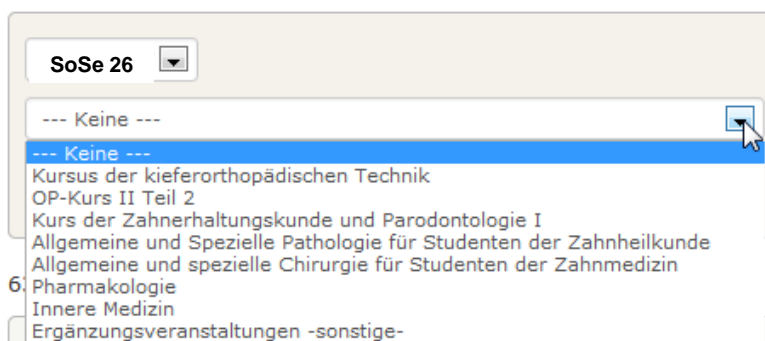 SoSe 26
--- Keine ---
--- Keine ---
Kursus der kieferorthopädischen Technik
OP-Kurs II Teil 2
Kurs der Zahnerhaltungskunde und Parodontologie I
Allgemeine und Spezielle Pathologie für Studenten der Zahnheilkunde
Allgemeine und spezielle Chirurgie für Studenten der Zahnmedizin
Pharmakologie
Innere Medizin
Ergänzungsveranstaltungen -sonstige-